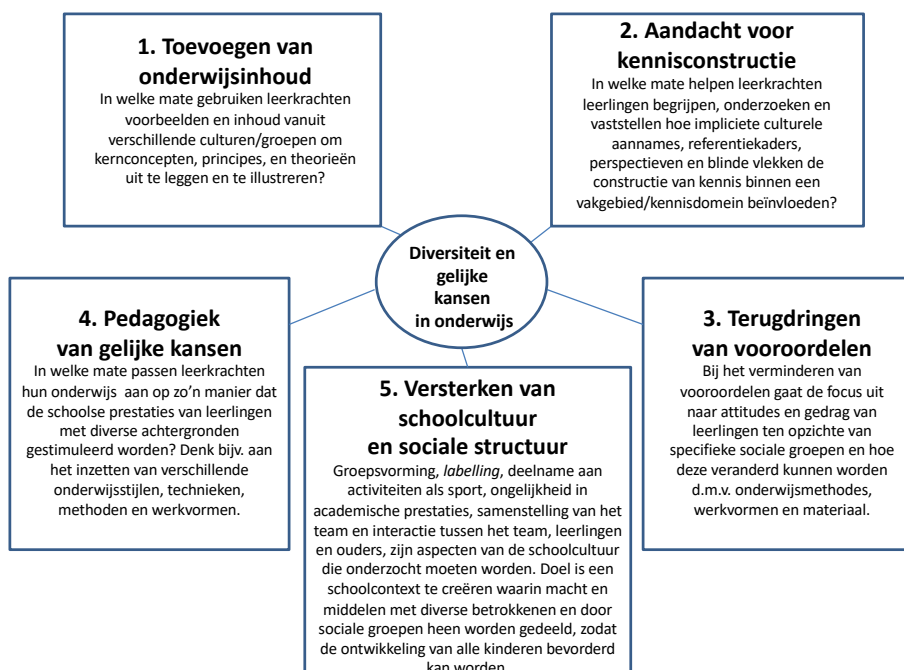 1. Toevoegen van
onderwijsinhoud
In welke mate gebruiken leerkrachten
voorbeelden en inhoud vanuit
verschillende culturen/groepen om
kernconcepten, principes, en theorieën
uit te leggen en te illustreren?
2. Aandacht voor
kennisconstructie
In welke mate helpen leerkrachten
leerlingen begrijpen, onderzoeken en
vaststellen hoe impliciete culturele
aannames, referentiekaders,
perspectieven en blinde vlekken de
constructie van kennis binnen een
vakgebied/kennisdomein beïnvloeden?
Diversiteit en
gelijke
kansen
in onderwijs
3. Terugdringen
van vooroordelen
Bij het verminderen van
vooroordelen gaat de focus uit
naar attitudes en gedrag van
leerlingen ten opzichte van
specifieke sociale groepen en hoe
deze veranderd kunnen worden
d.m.v. onderwijsmethodes,
werkvormen en materiaal.
4. Pedagogiek
van gelijke kansen
In welke mate passen leerkrachten
hun onderwijs aan op zo'n manier dat
de schoolse prestaties van leerlingen
met diverse achtergronden
gestimuleerd worden? Denk bijv. aan
het inzetten van verschillende
onderwijsstijlen, technieken,
methoden en werkvormen.
5. Versterken van
schoolcultuur
en sociale structuur
Groepsvorming, labelling, deelname aan
activiteiten als sport, ongelijkheid in
academische prestaties, samenstelling van het
team en interactie tussen het team, leerlingen
en ouders, zijn aspecten van de schoolcultuur
die onderzocht moeten worden. Doel is een
schoolcontext te creëren waarin macht en
middelen met diverse betrokkenen en door
sociale groepen heen worden gedeeld, zodat
de ontwikkeling van alle kinderen bevorderd
kan worden